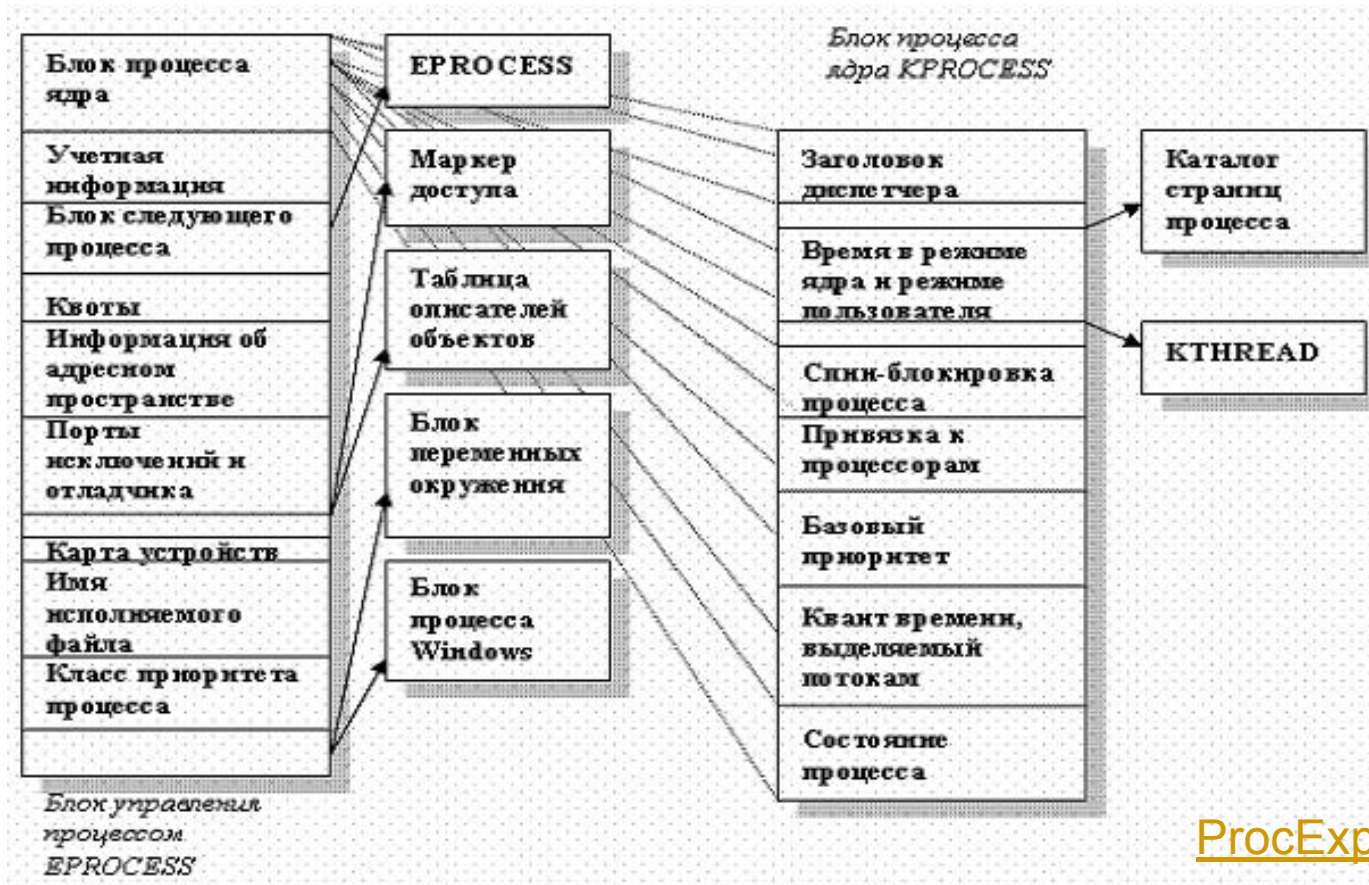 Блок процесса
ядра
Учетная
информация
Блок следующего
процесса
Квоты
Информация об
адресном
пространстве
Порты
исключений и
отладчика
Карта устройств
Имя
исполняемого
файла
Класс приоритета
процесса
Блок управления
процессом
EPROCESS
EPROCESS
Маркер
доступа
Таблица
описателей
объектов
Блок
переменных
окружения
Блок
процесса
Windows
Блок процесса
ядра KPROCESS
Заголовок
диспетчера
Время в режиме
ядра и режиме
пользователя
Спин-блокировка
процесса
Привязка к
процессорам
Базовый
приоритет
Квант времени,
выделяемый
потокам
Состояние
процесса
Каталог
страниц
процесса
KTHREAD
ProcExp